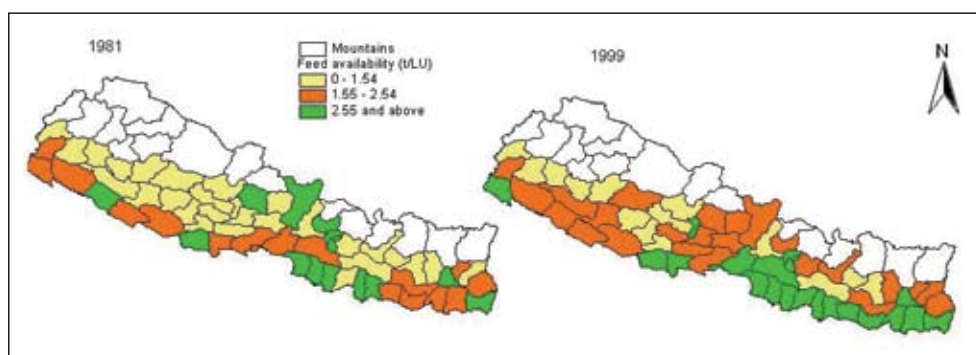 1981
Mountains
Feed availability (t/LU)
0 - 1.54
1.55 - 2.54
2.55 and above
1999
N